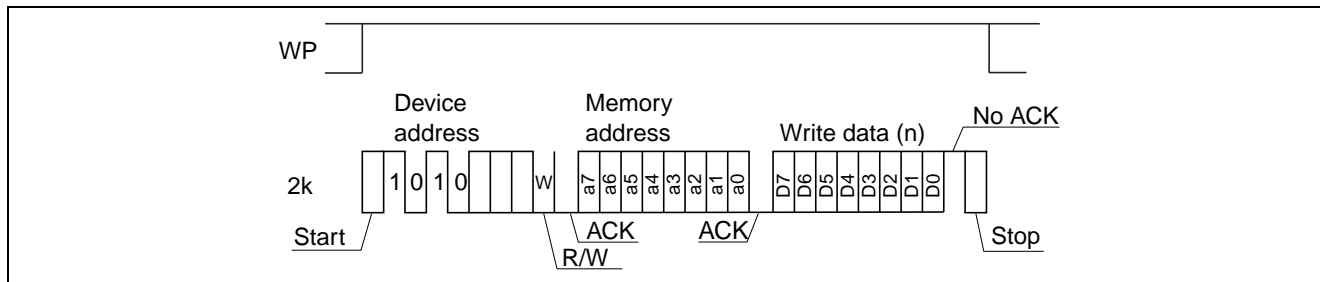 WP
Device address
Memory address
Write data (n)
No ACK
2k
1 0 1 0
W
a7 a6 a5 a4 a3 a2 a1 a0
D7 D6 D5 D4 D3 D2 D1 D0
Start
ACK
R/W
ACK
Stop